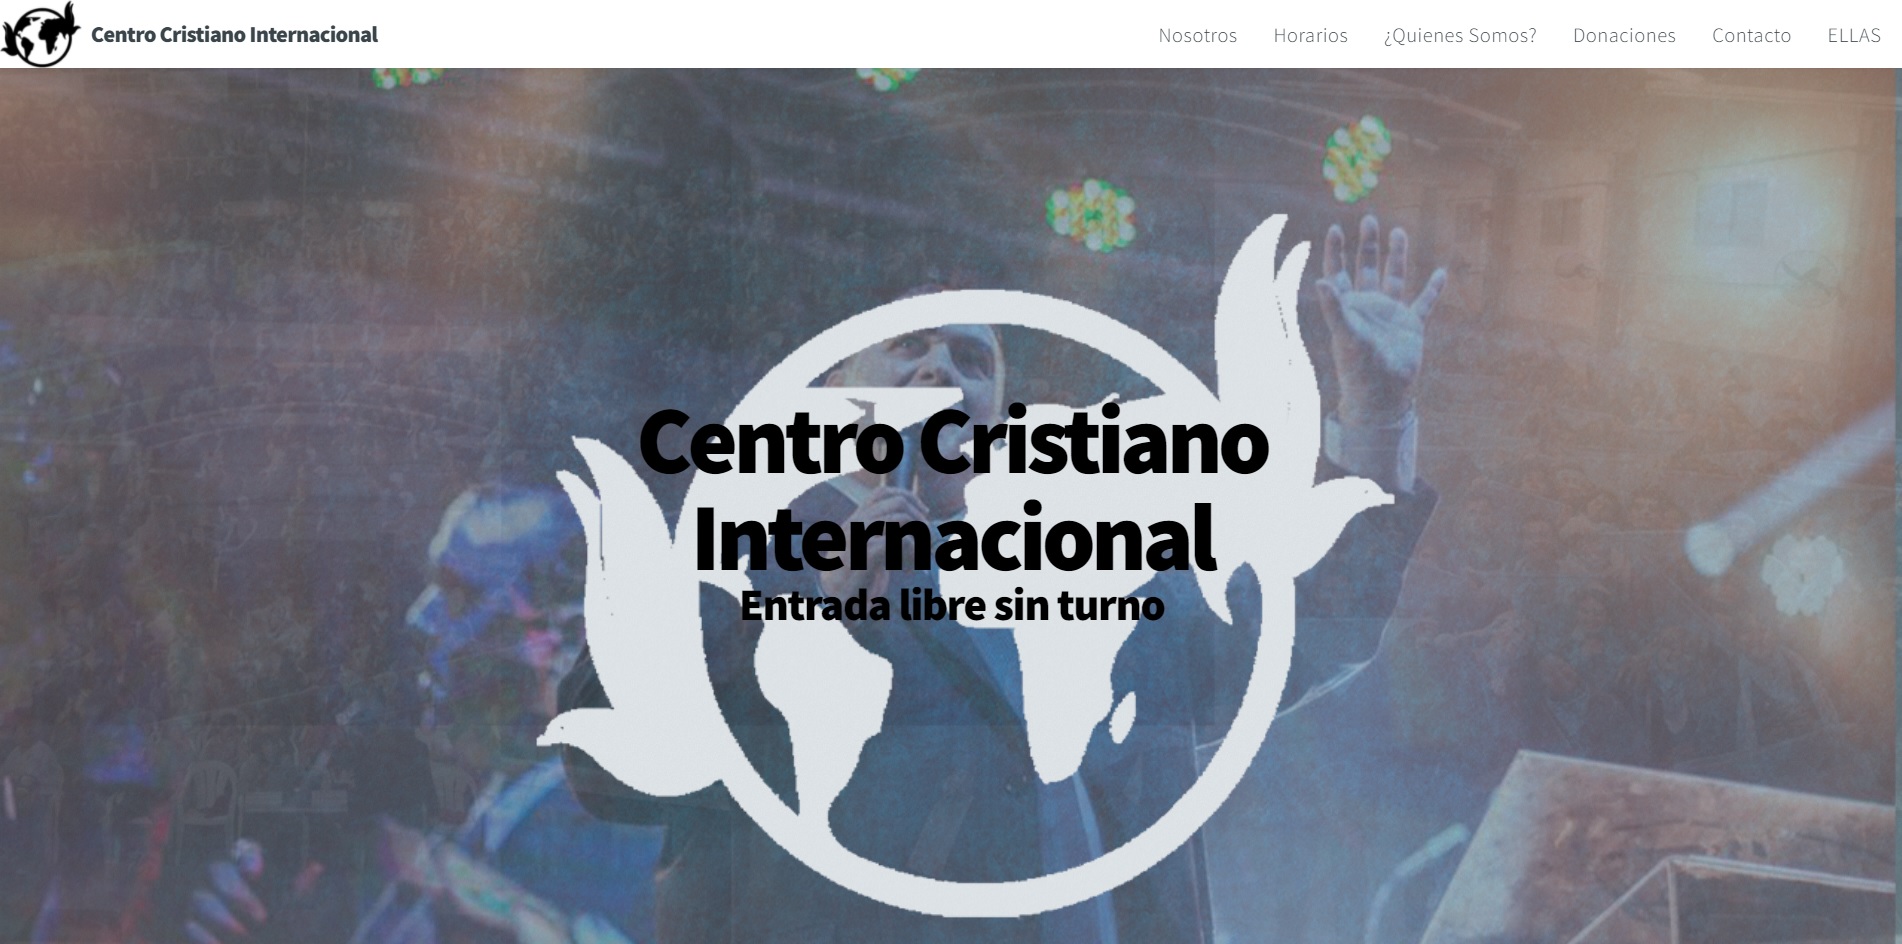 Centro Cristiano Internacional
Nosotros
Horarios
¿Quienes Somos?
Donaciones
Contacto
ELLAS
Centro Cristiano
Internacional
Entrada libre sin turno